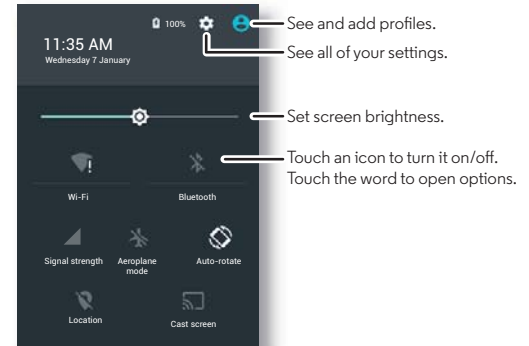 100%
See and add profiles.
11:35 AM
Wednesday 7 January
See all of your settings.
Set screen brightness.
Touch an icon to turn it on/off.
Touch the word to open options.
Wi-Fi
Bluetooth
Signal strength
Aeroplane
mode
Auto-rotate
Location
Cast screen